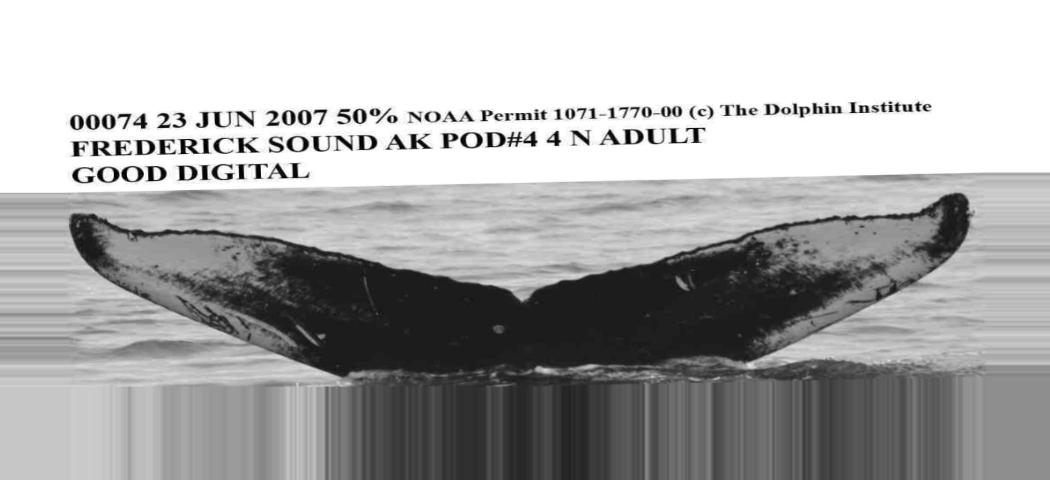 00074 23 JUN 2007 50% NOAA Permit 1071-1770-00 (c) The Dolphin Institute
FREDERICK SOUND AK POD#4 4 N ADULT
GOOD DIGITAL